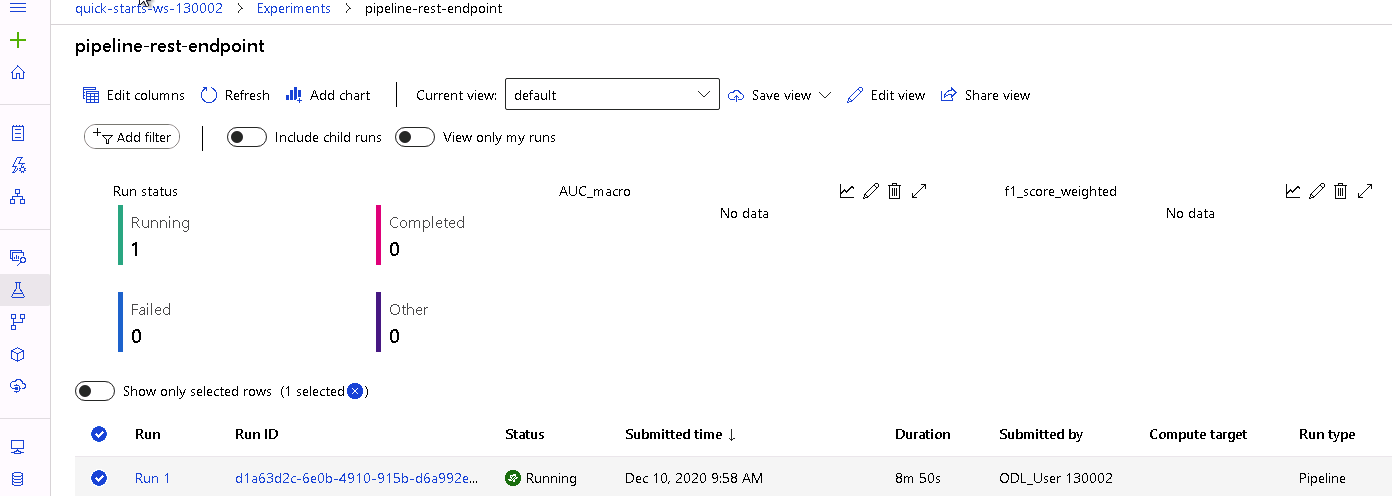 quick-starts-ws-130002 > Experiments > pipeline-rest-endpoint
pipeline-rest-endpoint
Edit columns Refresh Add chart Current view: default Save view Edit view Share view
Add filter Include child runs View only my runs
Run status AUC_macro f1_score_weighted
No data No data
Running Completed
1 0
Failed Other
0 0
Show only selected rows (1 selected )
Run Run ID Status Submitted time ↓ Duration Submitted by Compute target Run type
Run 1 d1a63d2c-6e0b-4910-915b-d6a992e... Running Dec 10, 2020 9:58 AM 8m 50s ODL_User 130002 Pipeline